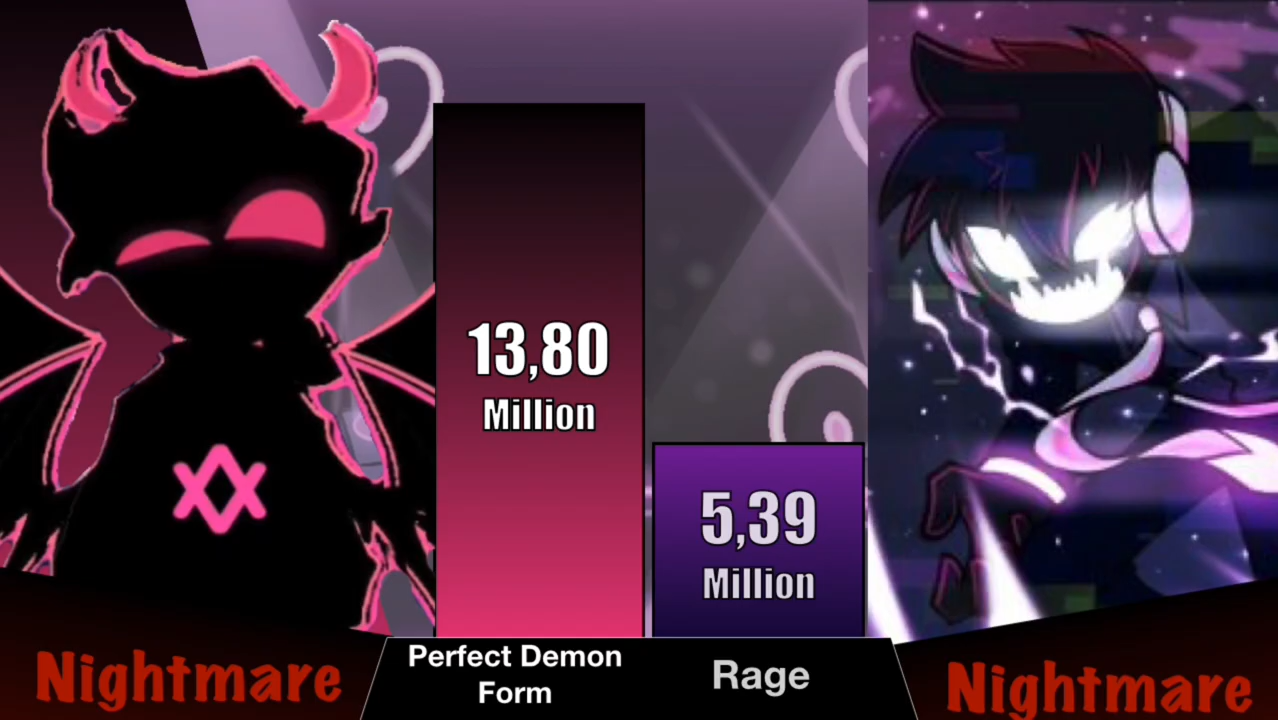 13,80
Million
5,39
Million
Perfect Demon
Form
Rage
Nightmare
Nightmare